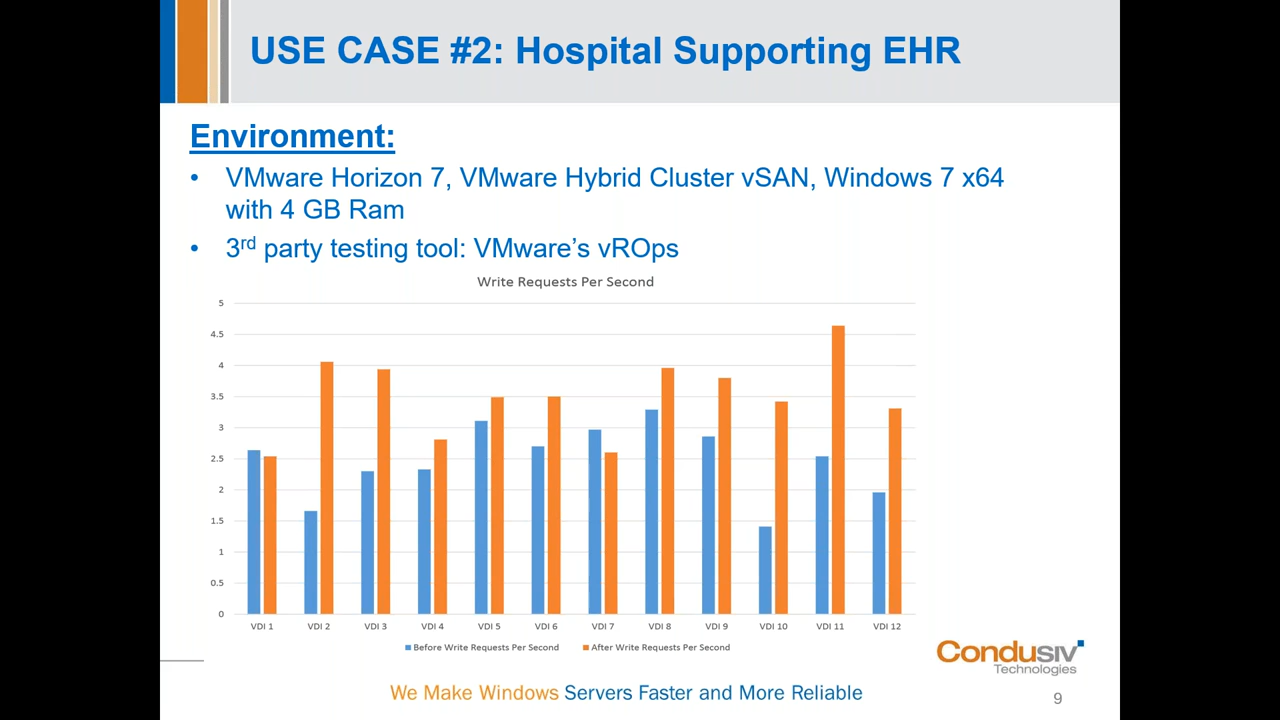 USE CASE #2: Hospital Supporting EHR
Environment:
• VMware Horizon 7, VMware Hybrid Cluster vSAN, Windows 7 x64
with 4 GB Ram
• 3rd party testing tool: VMware’s vROps
Write Requests Per Second
5
4.5
4
3.5
3
2.5
2
1.5
1
0.5
0
VDI 1 VDI 2 VDI 3 VDI 4 VDI 5 VDI 6 VDI 7 VDI 8 VDI 9 VDI 10 VDI 11 VDI 12
Before Write Requests Per Second After Write Requests Per Second
Condusiv
Technologies
We Make Windows Servers Faster and More Reliable
9